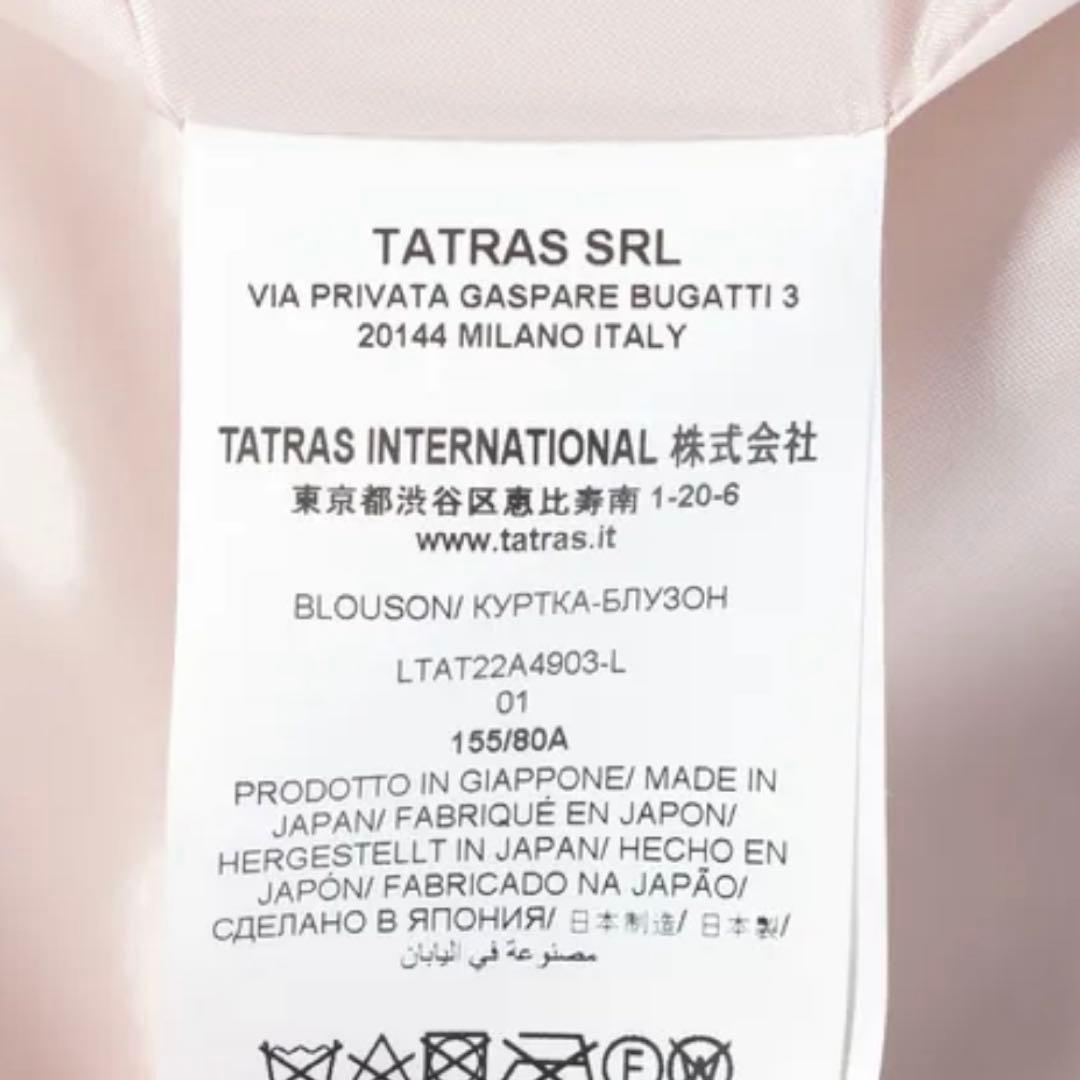 TATRAS SRL
VIA PRIVATA GASPARE BUGATTI 3
20144 MILANO ITALY
TATRAS INTERNATIONAL 株式会社
東京都渋谷区恵比寿南 1-20-6
www.tatras.it
BLOUSON/ КУРТКА-БЛУЗОН
LTAT22A4903-L
01
155/80A
PRODOTTO IN GIAPPONE/ MADE IN
JAPAN/ FABRIQUÉ EN JAPON/
HERGESTELLT IN JAPAN/ HECHO EN
JAPÓN/ FABRICADO NA JAPÃO/
СДЕЛАНО В ЯПОНИЯ/ 日本制造/ 日本製/
مصنوعة في اليابان
F W